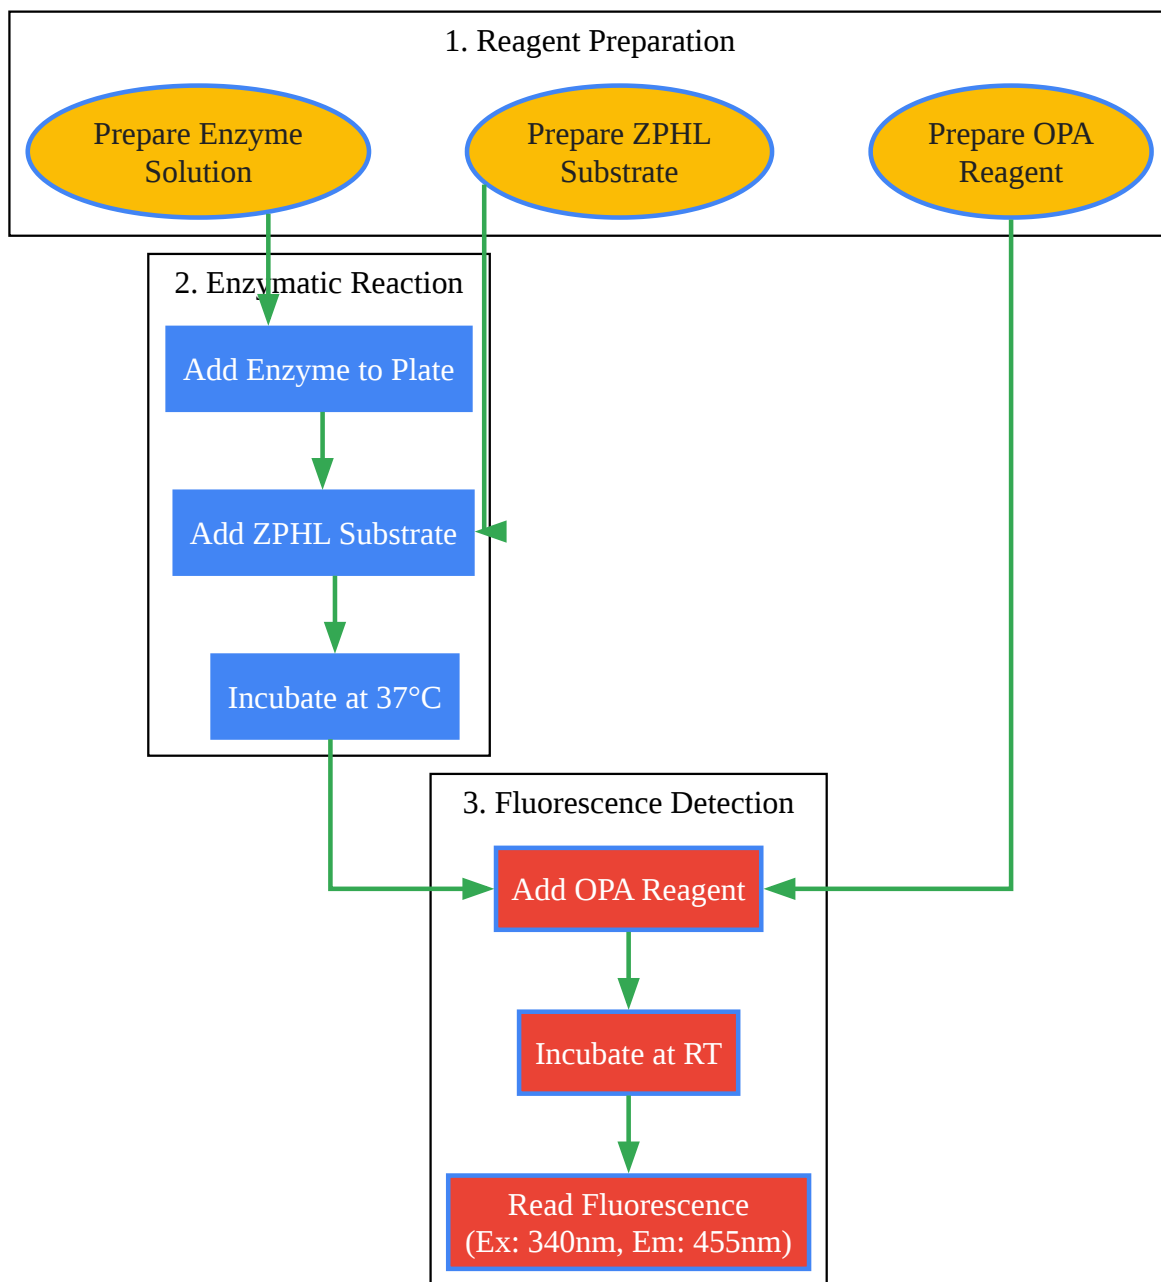 1. Reagent Preparation
Prepare Enzyme
Solution
Prepare ZPHL
Substrate
Prepare OPA
Reagent
2. Enzymatic Reaction
Add Enzyme to Plate
Add ZPHL Substrate
Incubate at 37°C
3. Fluorescence Detection
Add OPA Reagent
Incubate at RT
Read Fluorescence
(Ex: 340nm, Em: 455nm)